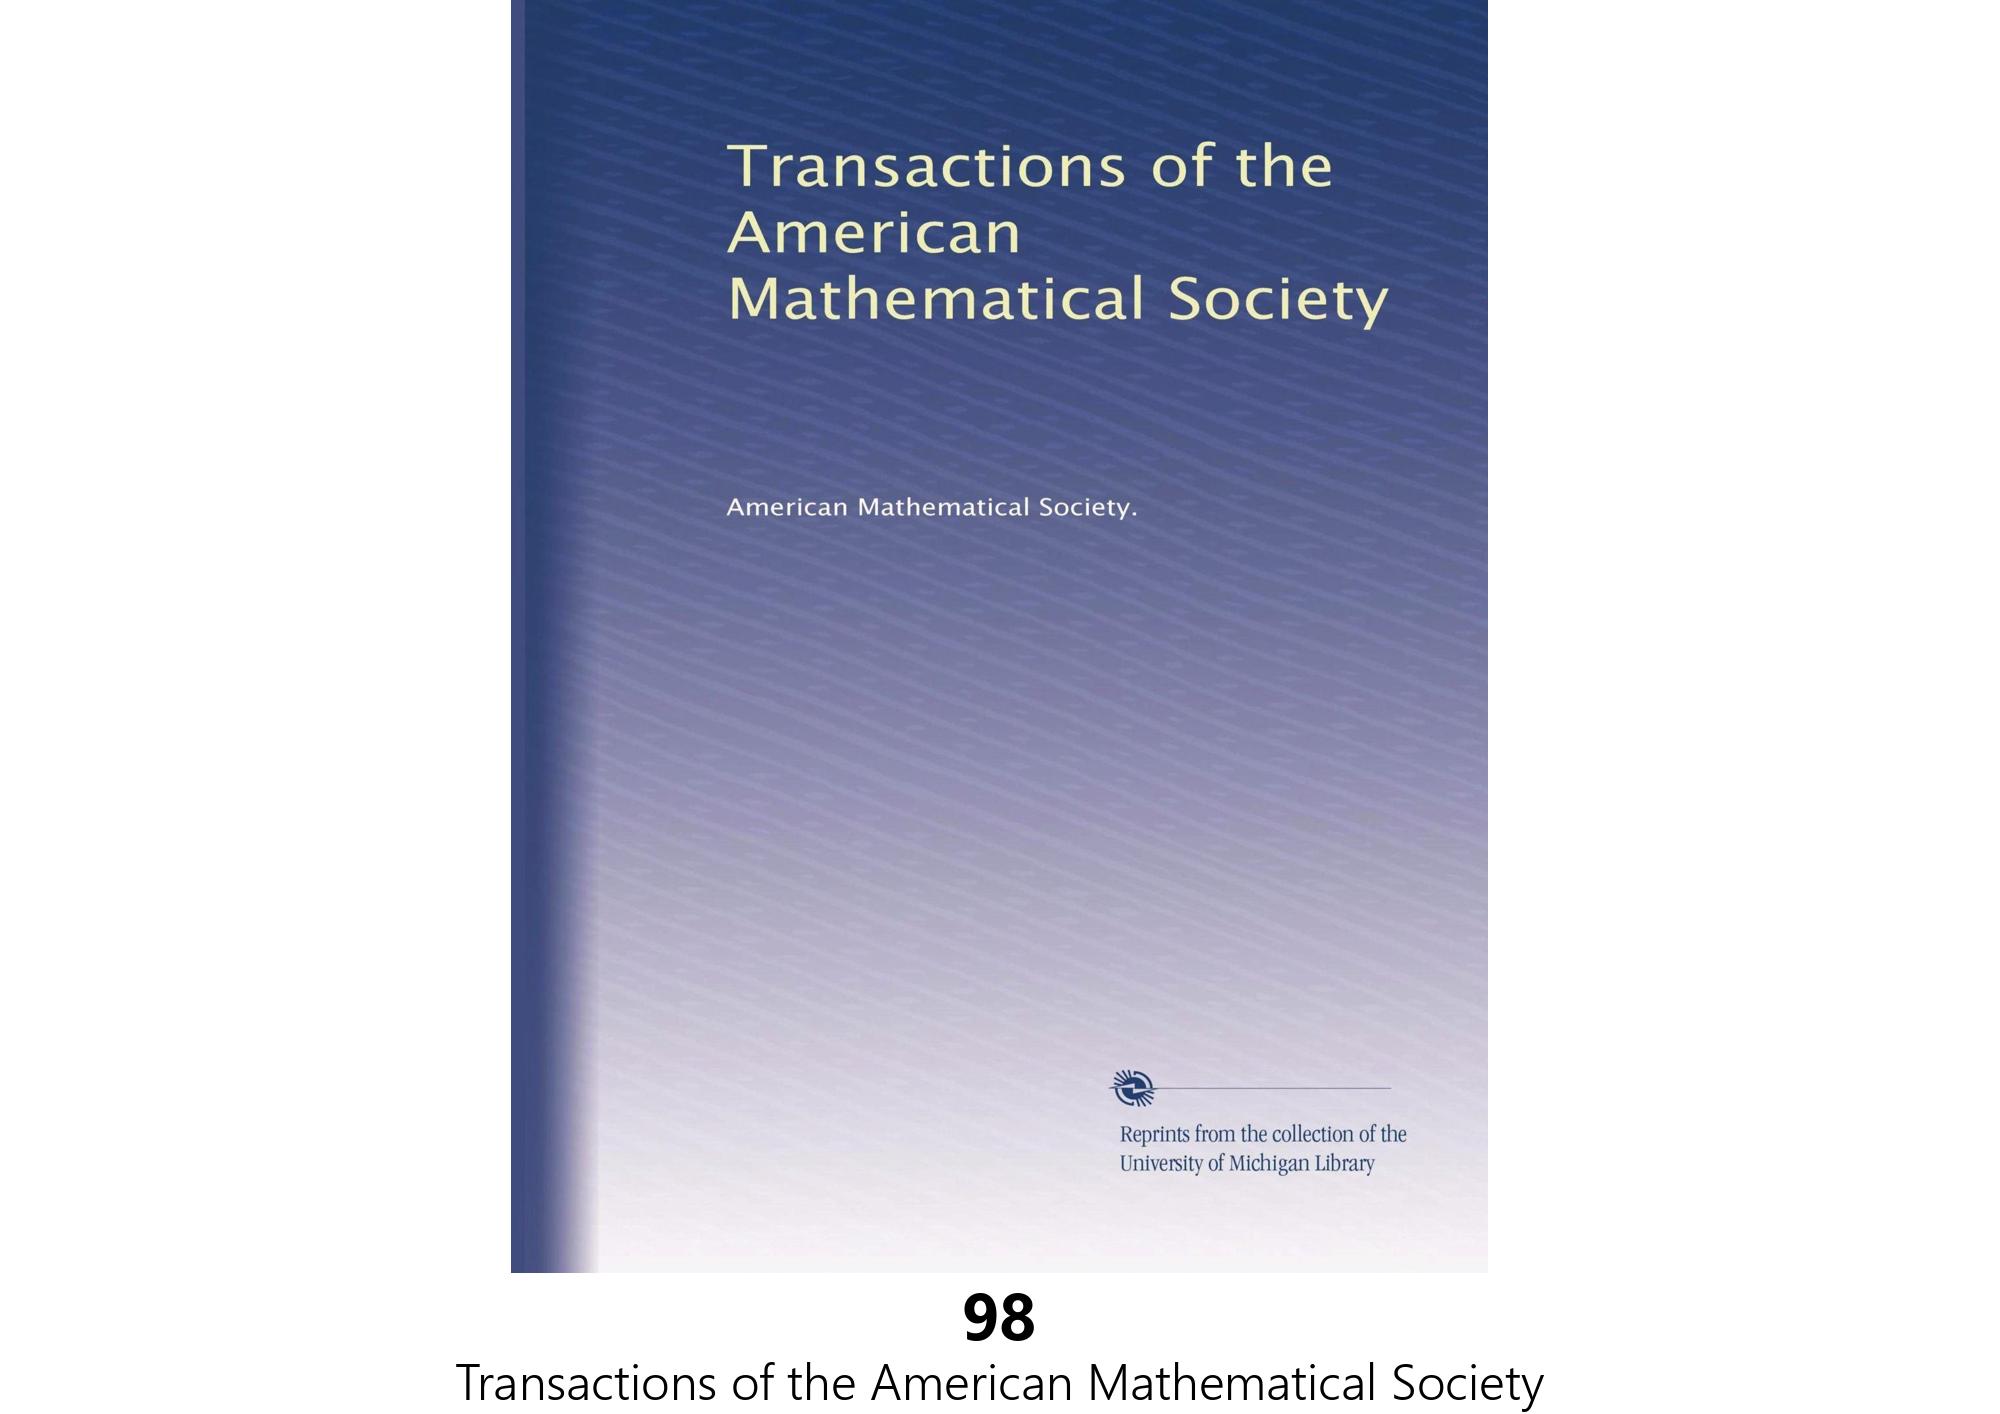 Transactions of the
American
Mathematical Society
American Mathematical Society.
Reprints from the collection of the
University of Michigan Library
98
Transactions of the American Mathematical Society